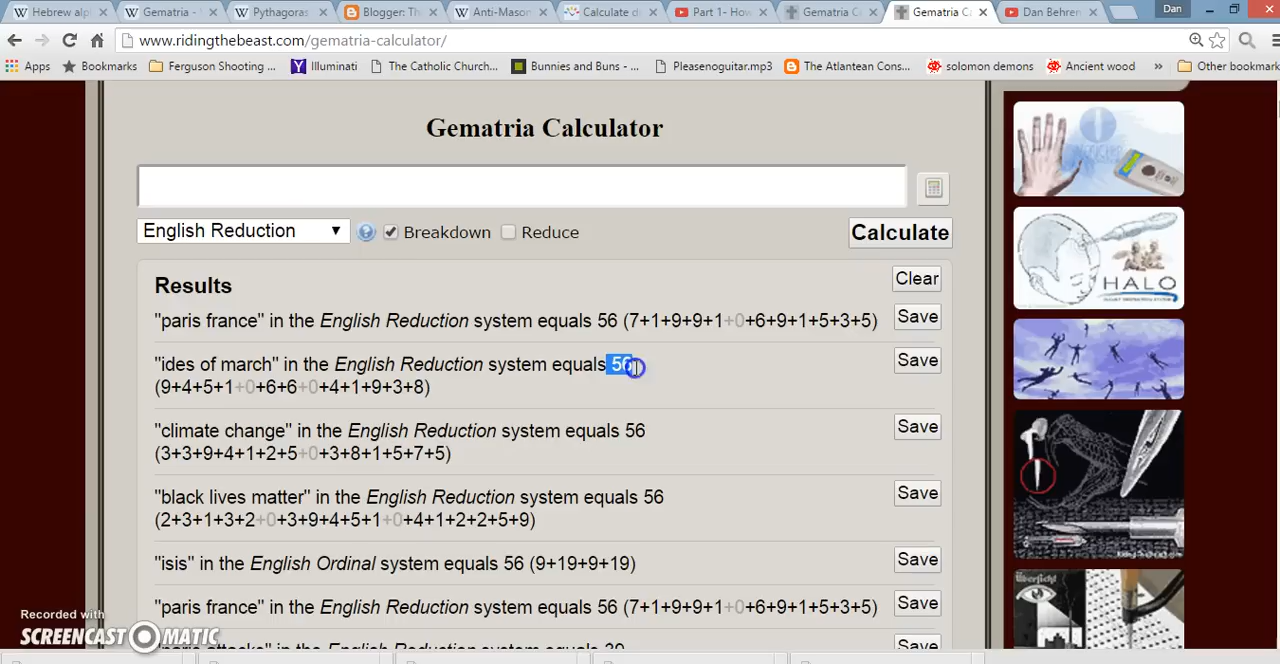 Hebrew alp
Gematria -
Pythagoras
Blogger: Th
Anti-Mason
Calculate d
Part 1- How
Gematria C
Gematria C
Dan Behren
Dan
www.ridingthebeast.com/gematria-calculator/
Apps
Bookmarks
Ferguson Shooting ...
Illuminati
The Catholic Church...
Bunnies and Buns - ...
Pleasenoguitar.mp3
The Atlantean Cons...
solomon demons
Ancient wood
»
Other bookmark
Gematria Calculator
English Reduction
Breakdown
Reduce
Calculate
Results
Clear
"paris france" in the English Reduction system equals 56 (7+1+9+9+1+0+6+9+1+5+3+5)
Save
"ides of march" in the English Reduction system equals 56
(9+4+5+1+0+6+6+0+4+1+9+3+8)
Save
"climate change" in the English Reduction system equals 56
(3+3+9+4+1+2+5+0+3+8+1+5+7+5)
Save
"black lives matter" in the English Reduction system equals 56
(2+3+1+3+2+0+3+9+4+5+1+0+4+1+2+2+5+9)
Save
"isis" in the English Ordinal system equals 56 (9+19+9+19)
Save
"paris france" in the English Reduction system equals 56 (7+1+9+9+1+0+6+9+1+5+3+5)
Save
"paris attacks" in the English Reduction system equals 39
Save
HALO
Übersicht
Recorded with
SCREENCAST-O-MATIC